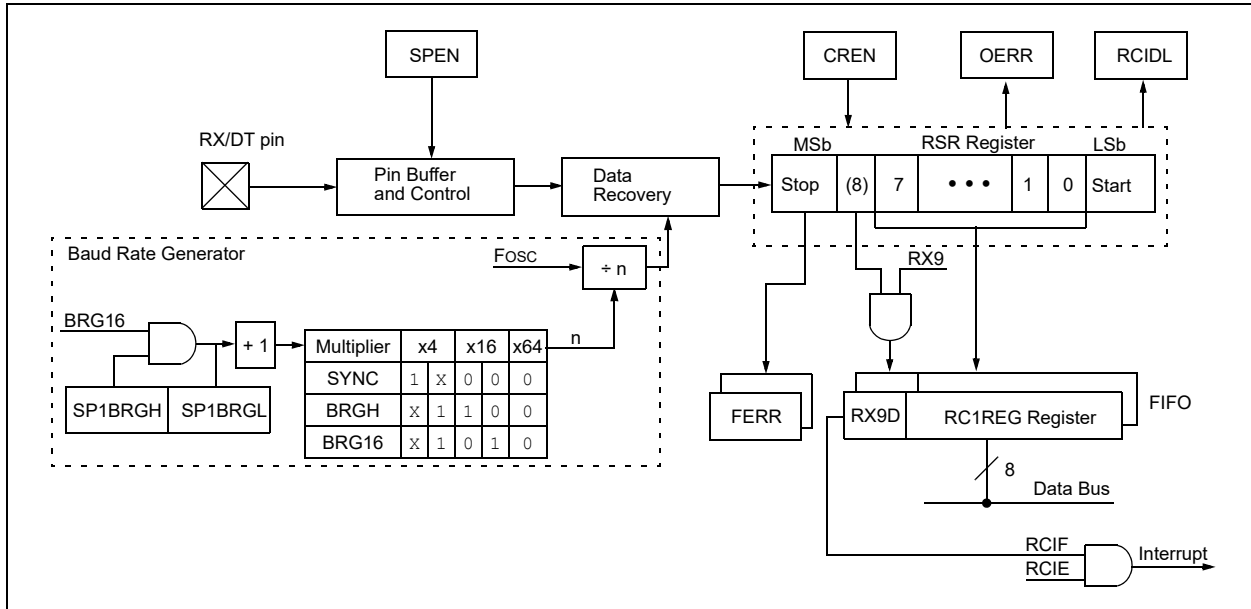 SPEN
CREN
OERR
RCIDL
RX/DT pin
MSb
RSR Register
LSb
Pin Buffer
and Control
Data
Recovery
Stop (8) 7 • • • 1 0 Start
Baud Rate Generator
FOSC
÷ n
RX9
BRG16
+ 1
n
Multiplier x4 x16 x64
SYNC 1 X 0 0 0
BRGH X 1 1 0 0
BRG16 X 1 0 1 0
SP1BRGH SP1BRGL
FERR
RX9D RC1REG Register
FIFO
8
Data Bus
RCIF
RCIE
Interrupt